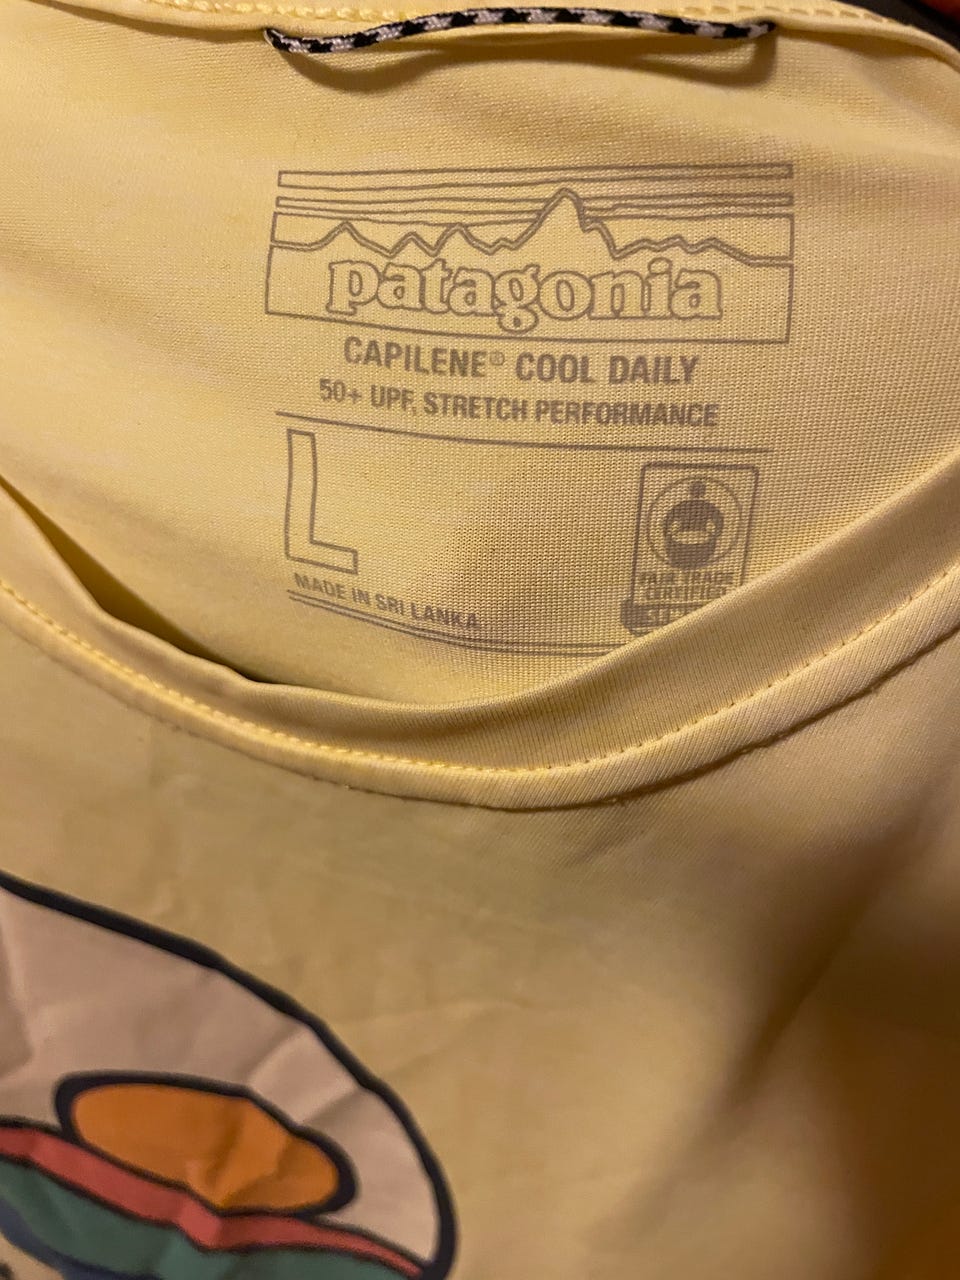 patagonia
CAPILENE® COOL DAILY
50+ UPF, STRETCH PERFORMANCE
L
MADE IN SRI LANKA
FAIR TRADE
CERTIFIED